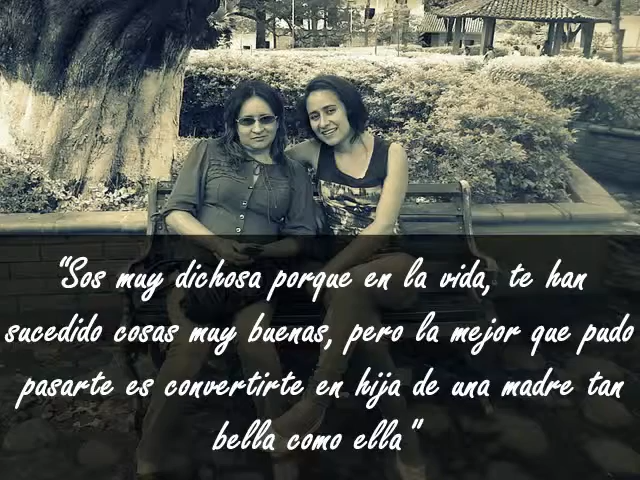 "Sos muy dichosa porque en la vida, te han
sucedido cosas muy buenas, pero la mejor que pudo
pasarte es convertirte en hija de una madre tan
bella como ella"